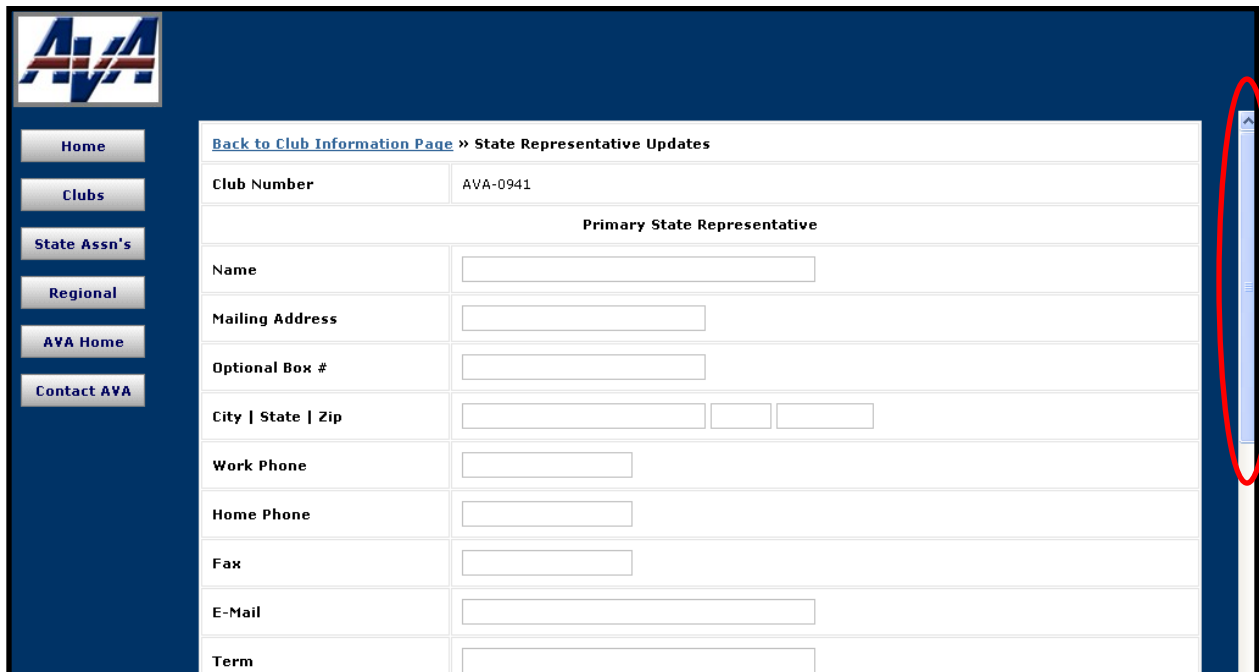 AVA
Home
Clubs
State Assn's
Regional
AVA Home
Contact AVA
Back to Club Information Page » State Representative Updates
Club Number AVA-0941
Primary State Representative
Name
Mailing Address
Optional Box #
City | State | Zip
Work Phone
Home Phone
Fax
E-Mail
Term